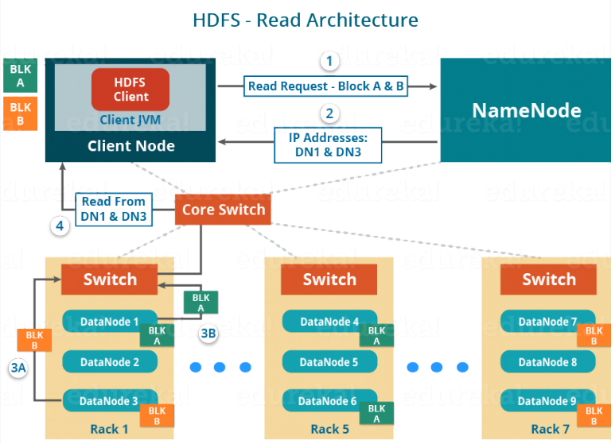 HDFS - Read Architecture
BLK
A
BLK
B
HDFS
Client
Client JVM
Client Node
1
Read Request - Block A & B
2
IP Addresses:
DN1 & DN3
NameNode
edureka!
4
Read From
DN1 & DN3
Core Switch
Switch
Switch
Switch
BLK
A
3B
BLK
B
3A
DataNode 1
BLK
A
DataNode 2
DataNode 3
BLK
B
Rack 1
DataNode 4
BLK
A
DataNode 5
DataNode 6
BLK
A
Rack 5
DataNode 7
BLK
B
DataNode 8
DataNode 9
BLK
B
Rack 7